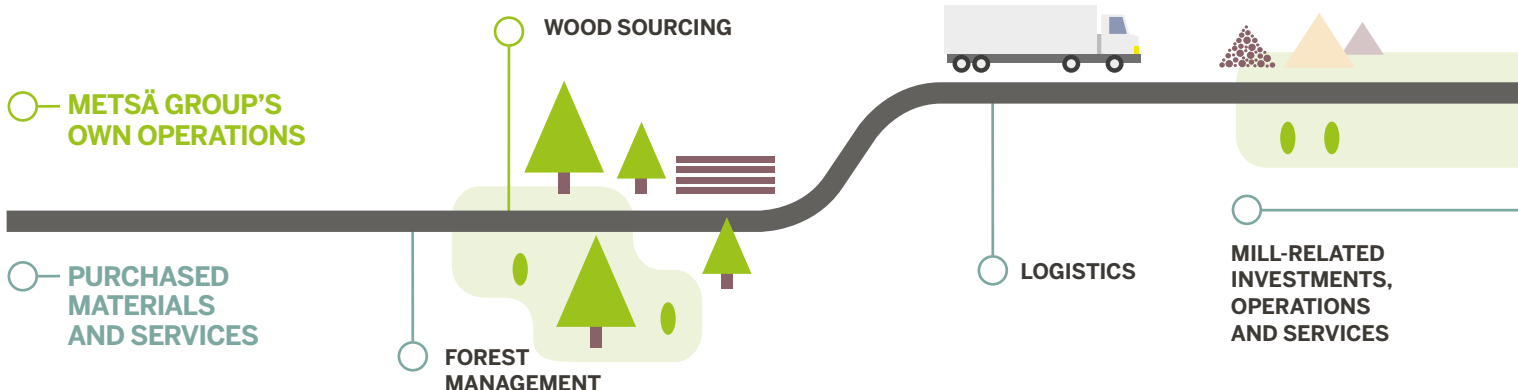 WOOD SOURCING
METSÄ GROUP'S
OWN OPERATIONS
PURCHASED
MATERIALS
AND SERVICES
FOREST
MANAGEMENT
LOGISTICS
MILL-RELATED
INVESTMENTS,
OPERATIONS
AND SERVICES